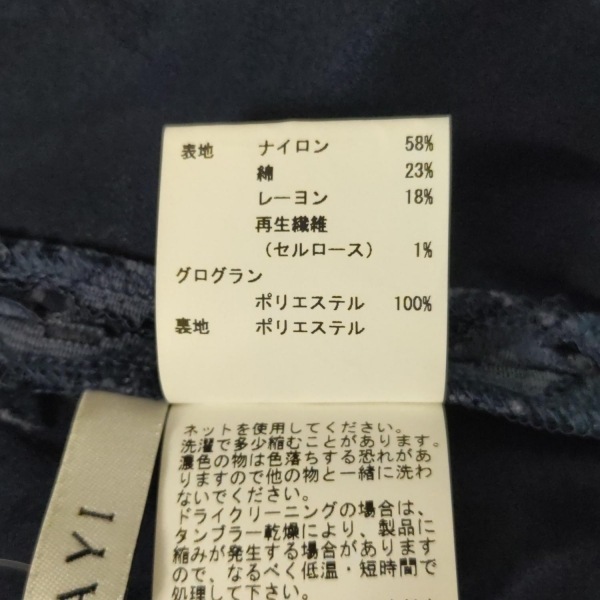 表地 ナイロン 58%
綿 23%
レーヨン 18%
再生繊維
（セルロース） 1%
グログラン
ポリエステル 100%
裏地 ポリエステル
ネットを使用してください。
洗濯で多少縮むことがあります。
濃色の物は色落ちする恐れがあ
りますので他の物と一緒に洗わ
ないでください。
ドライクリーニングの場合は、
タンブラー乾燥により、製品に
縮みが発生する場合があります
ので、なるべく低温・短時間で
処理して下さい。
AYI